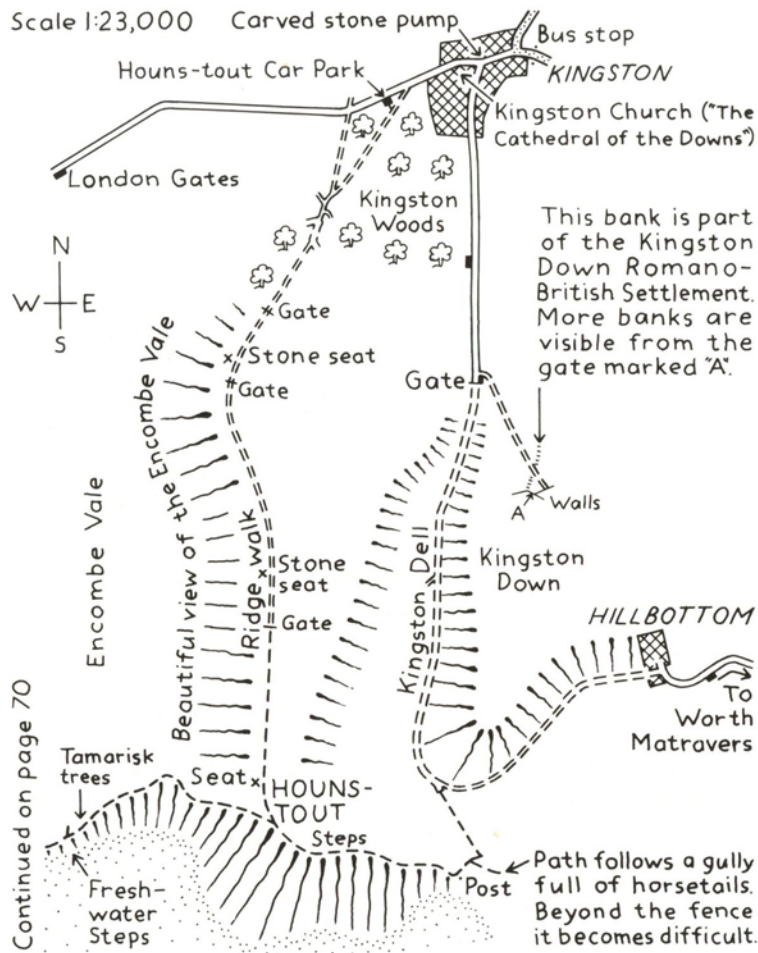 Scale 1:23,000
Carved stone pump
Bus stop
Houns-tout Car Park
KINGSTON
Kingston Church ("The
Cathedral of the Downs")
London Gates
Kingston
Woods
This bank is part
of the Kingston
Down Romano-
British Settlement.
More banks are
visible from the
gate marked "A".
N
W E
S
Gate
Stone seat
Gate
Gate
Beautiful view of the Encombe Vale
Encombe Vale
Ridge walk
A
Walls
Stone
seat
Kingston Dell
Kingston
Down
Gate
HILLBOTTOM
To
Worth
Matravers
Continued on page 70
Tamarisk
trees
Seat
HOUNS-
TOUT
Steps
Fresh-
water
Steps
Post
Path follows a gully
full of horsetails.
Beyond the fence
it becomes difficult.